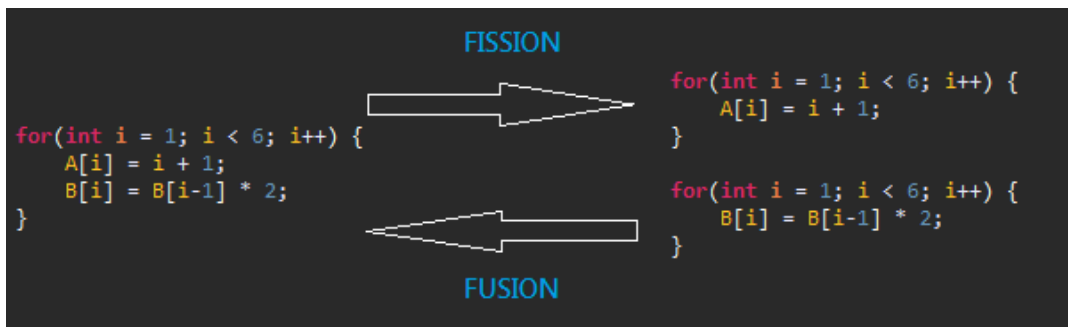 FISSION
for(int i = 1; i < 6; i++) {
    A[i] = i + 1;
    B[i] = B[i-1] * 2;
}
for(int i = 1; i < 6; i++) {
    A[i] = i + 1;
}
for(int i = 1; i < 6; i++) {
    B[i] = B[i-1] * 2;
}
FUSION